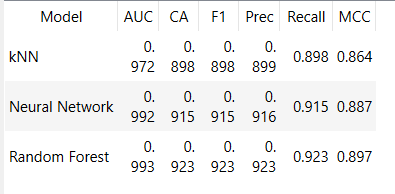 Model AUC CA F1 Prec Recall MCC
kNN 0.972 0.898 0.898 0.899 0.898 0.864
Neural Network 0.992 0.915 0.915 0.916 0.915 0.887
Random Forest 0.993 0.923 0.923 0.923 0.923 0.897